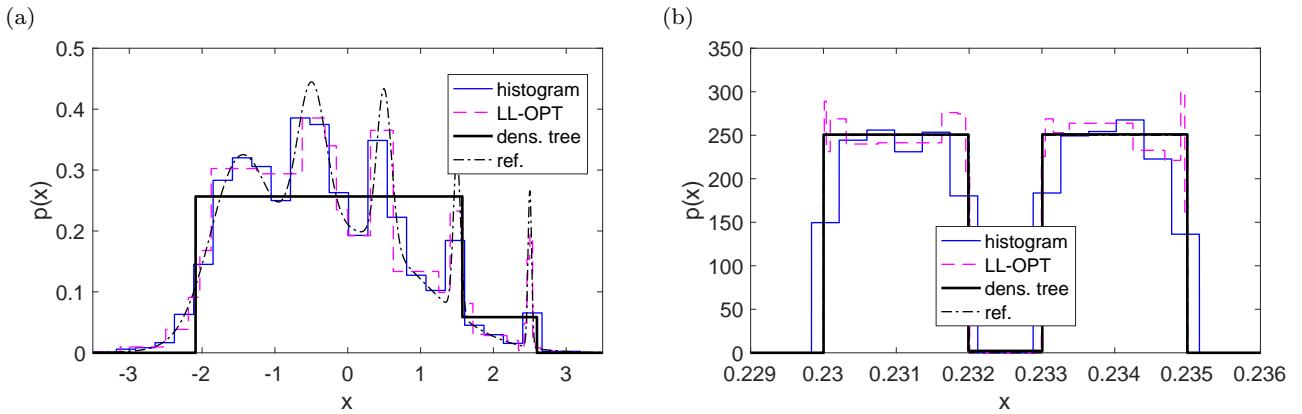 (a)
0.5
0.4
0.3
0.2
0.1
0
p(x)
-3 -2 -1 0 1 2 3
x
histogram
LL-OPT
dens. tree
ref.
(b)
350
300
250
200
150
100
50
0
p(x)
0.229 0.23 0.231 0.232 0.233 0.234 0.235 0.236
x
histogram
LL-OPT
dens. tree
ref.